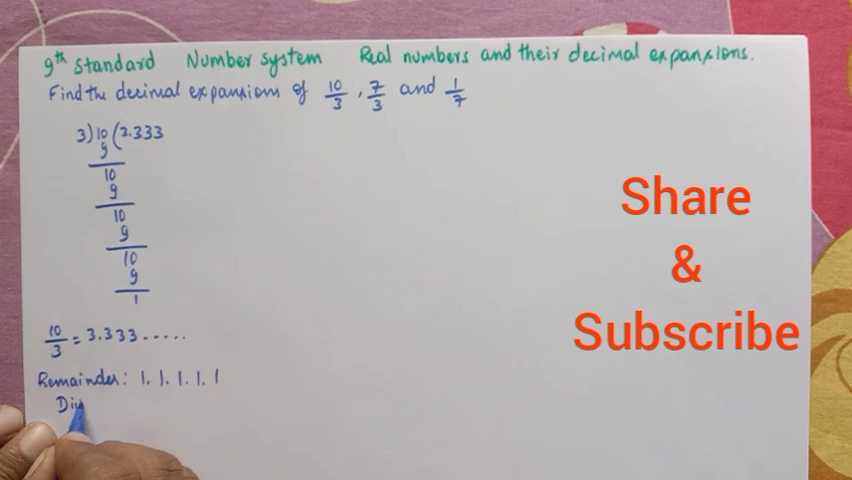 9th standard Number system Real numbers and their decimal expansions.
Find the decimal expansions of 10/3, 7/3 and 1/7
3)10(3.333
9
10
9
10
9
10
9
1
10/3 = 3.333.....
Remainder: 1, 1, 1, 1, 1
Div
Share
&
Subscribe